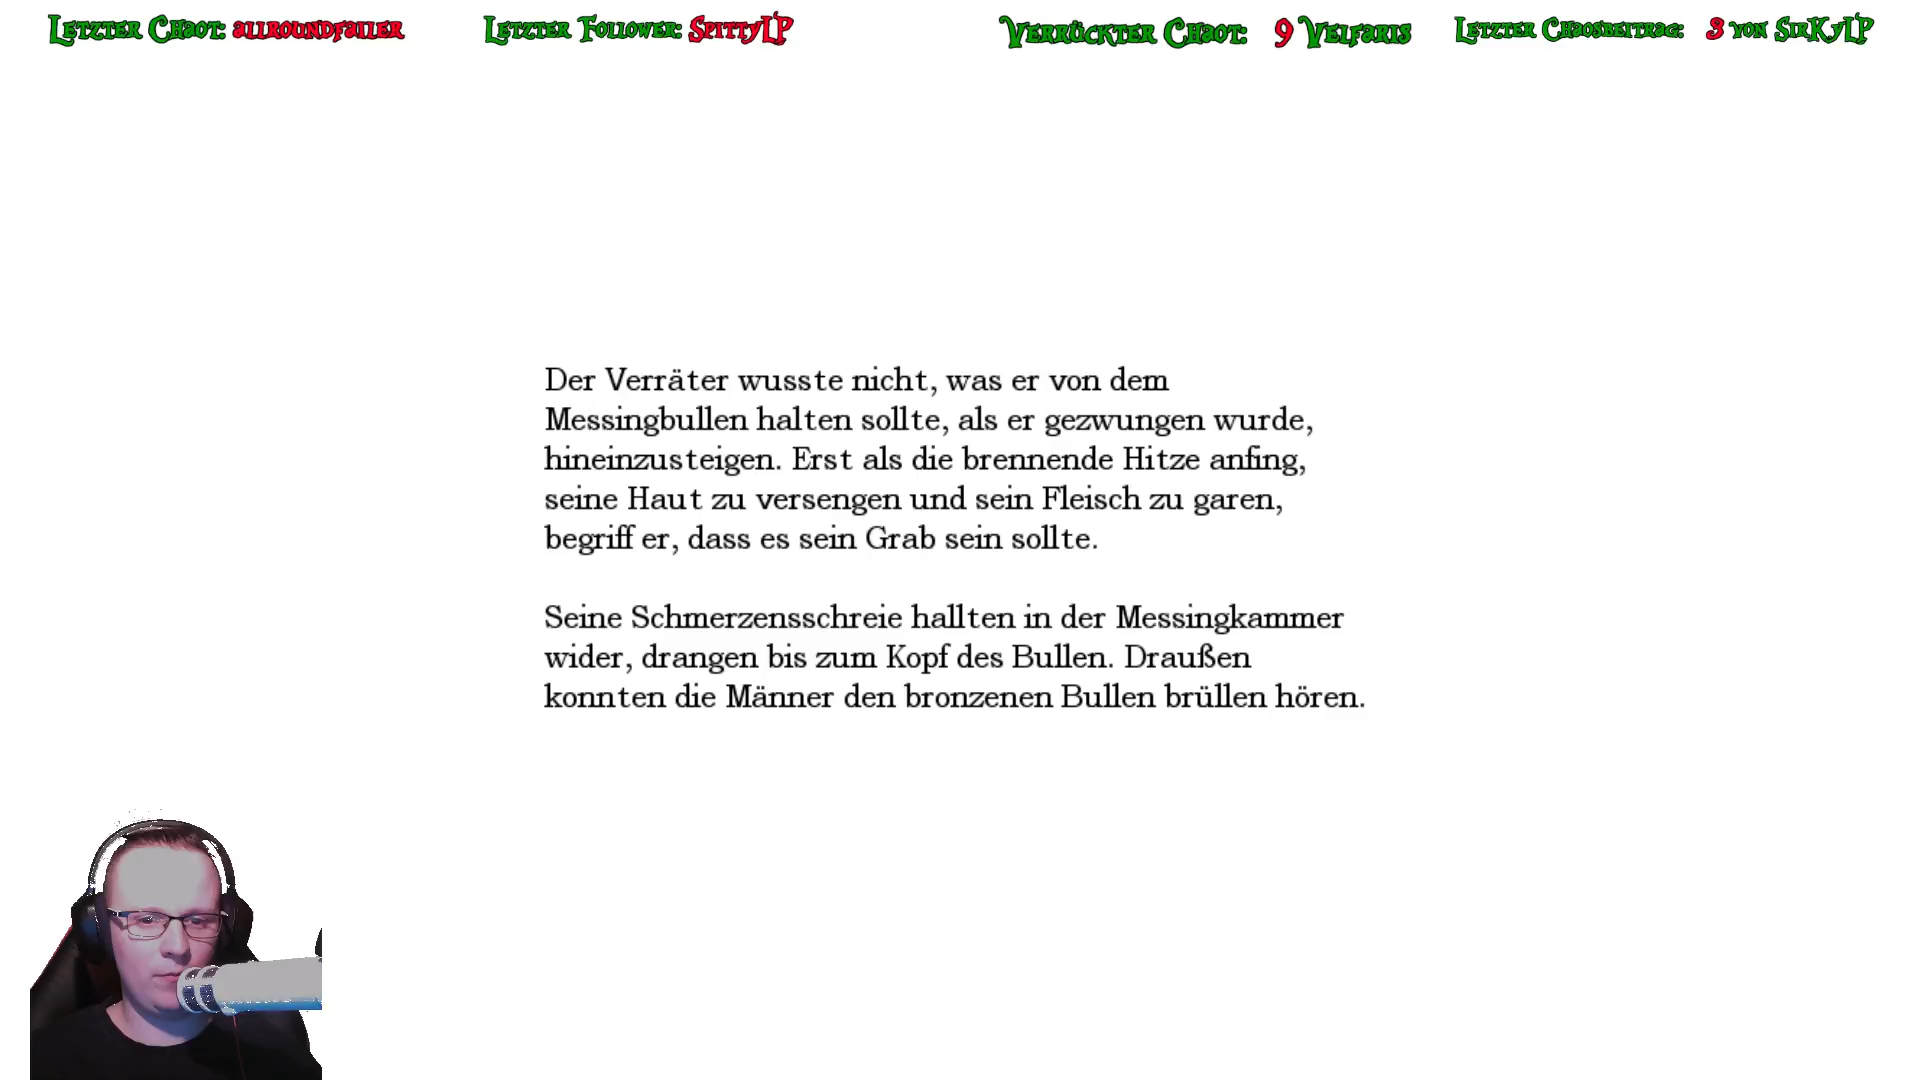 Letzter Chaot: allroundfailer
Letzter Follower: SpittyLP
Verrückter Chaot: 9 Velfaris
Letzter Chaosbeitrag: 3 von SirKyLP
Der Verräter wusste nicht, was er von dem
Messingbullen halten sollte, als er gezwungen wurde,
hineinzusteigen. Erst als die brennende Hitze anfing,
seine Haut zu versengen und sein Fleisch zu garen,
begriff er, dass es sein Grab sein sollte.
Seine Schmerzensschreie hallten in der Messingkammer
wider, drangen bis zum Kopf des Bullen. Draußen
konnten die Männer den bronzenen Bullen brüllen hören.